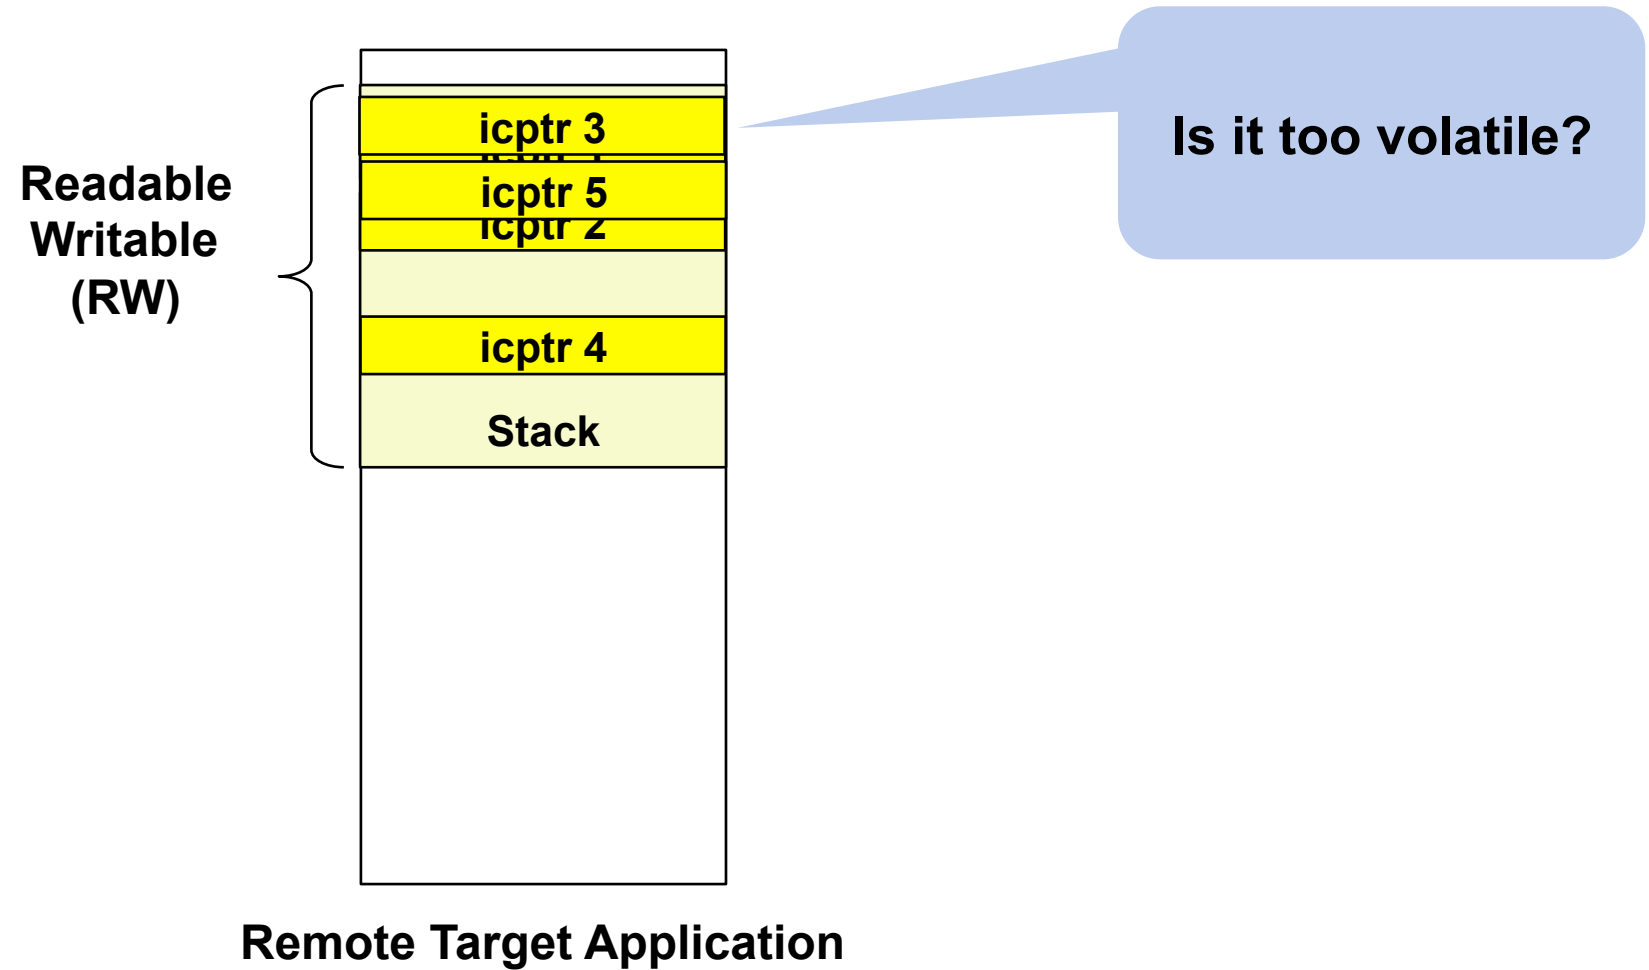 Readable
Writable
(RW)
icptr 3
icptr 5
icptr 2
icptr 4
Stack
Is it too volatile?
Remote Target Application